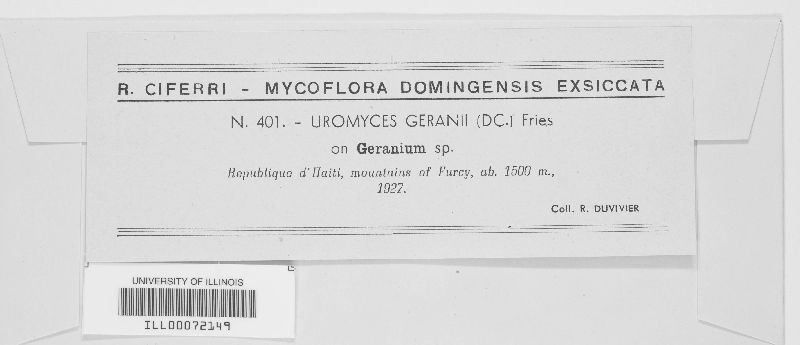 R. CIFERRI - MYCOFLORA DOMINGENSIS EXSICCATA
N. 401. - UROMYCES GERANII (DC.) Fries
on Geranium sp.
Republique d'Haiti, mountains of Furcy, ab. 1500 m.,
1927.
Coll. R. DUVIVIER
UNIVERSITY OF ILLINOIS
ILL00072149